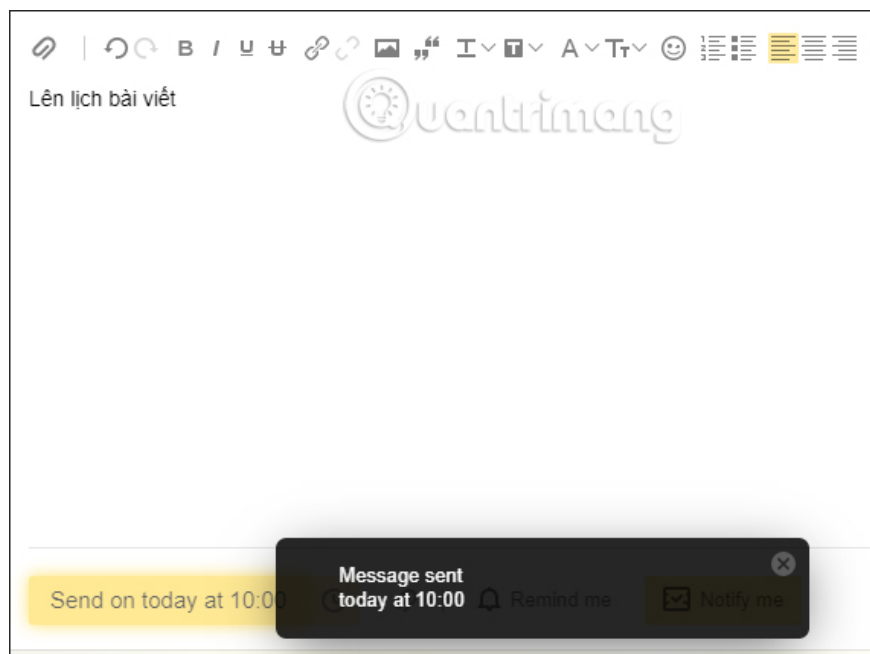 Lên lịch bài viết
Quantrimang
Message sent
today at 10:00
Send on today at 10:00
Remind me
Notify me